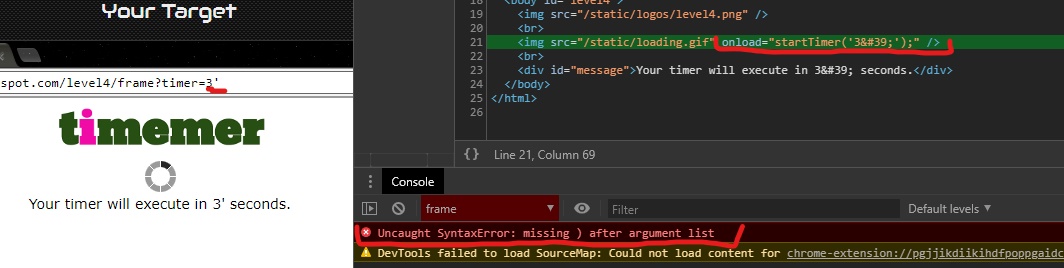 Your Target
spot.com/level4/frame?timer=3'
timemer
Your timer will execute in 3' seconds.
18 <body id="level4">
19 <img src="/static/logos/level4.png" />
20 <br>
21 <img src="/static/loading.gif" onload="startTimer('3&#39;');" />
22 <br>
23 <div id="message">Your timer will execute in 3&#39; seconds.</div>
24 </body>
25 </html>
26
{} Line 21, Column 69
Console
frame ▼ Filter Default levels ▼
Uncaught SyntaxError: missing ) after argument list
DevTools failed to load SourceMap: Could not load content for chrome-extension://pgjjikdiikihdfpoppgaidc